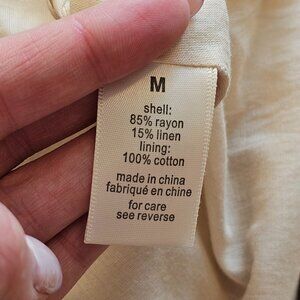 M
shell:
85% rayon
15% linen
lining:
100% cotton
made in china
fabriqué en chine
for care
see reverse